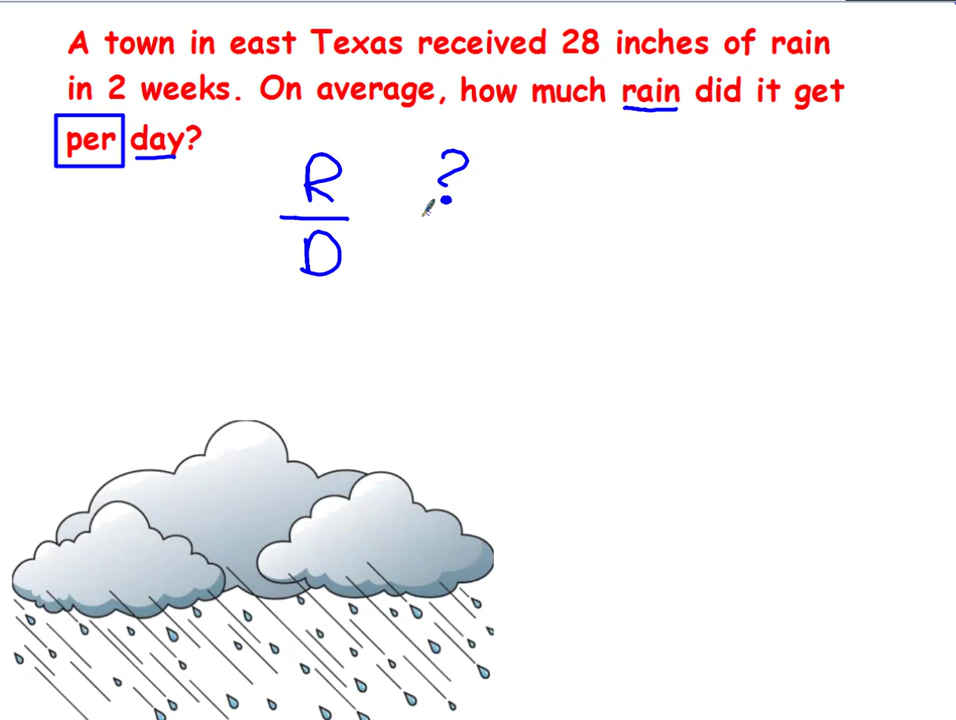 A town in east Texas received 28 inches of rain
in 2 weeks. On average, how much rain did it get
per day?
R ?
D